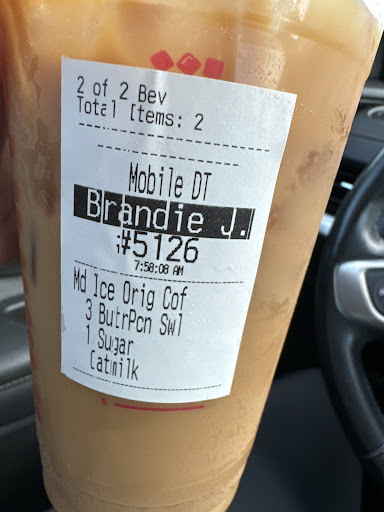 2 of 2 Bev
Total Items: 2
Mobile DT
Brandie J.
#5126
7:58:08 AM
Md Ice Orig Cof
3 ButrPcn Swl
1 Sugar
Oatmilk